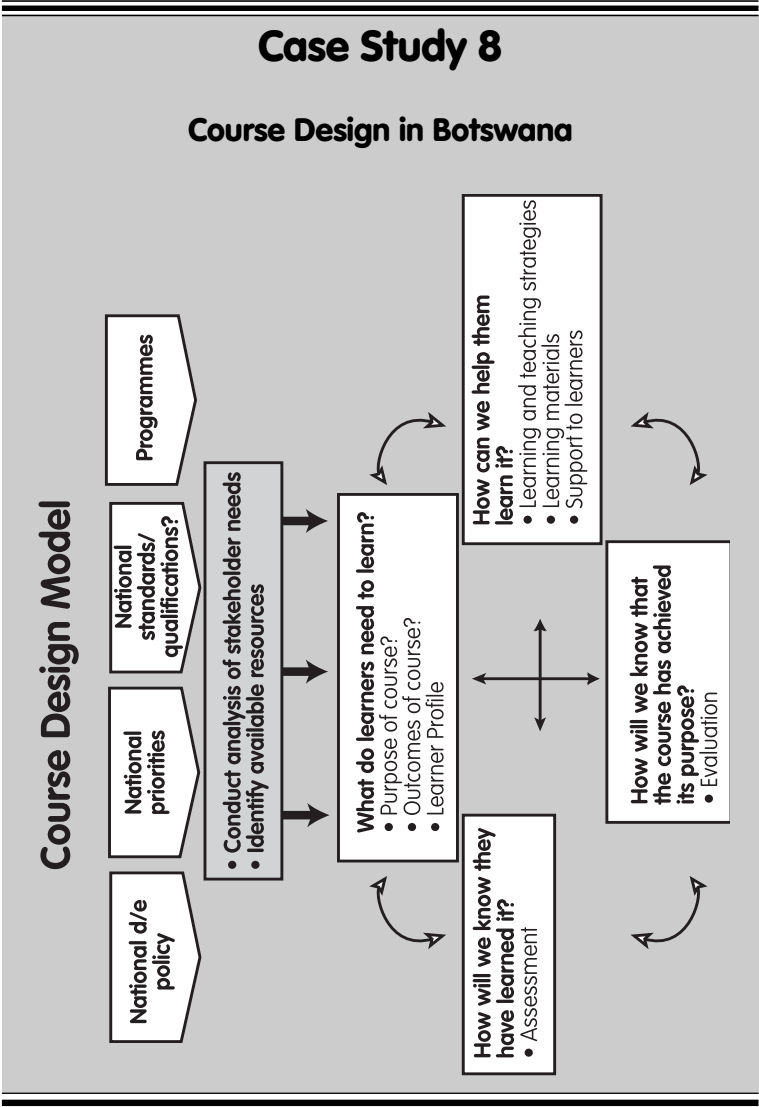 Case Study 8
Course Design in Botswana
Course Design Model
National d/e
policy
National
priorities
National
standards/
qualifications?
Programmes
• Conduct analysis of stakeholder needs
• Identify available resources
What do learners need to learn?
• Purpose of course?
• Outcomes of course?
• Learner Profile
How will we know they
have learned it?
• Assessment
How can we help them
learn it?
• Learning and teaching strategies
• Learning materials
• Support to learners
How will we know that
the course has achieved
its purpose?
• Evaluation